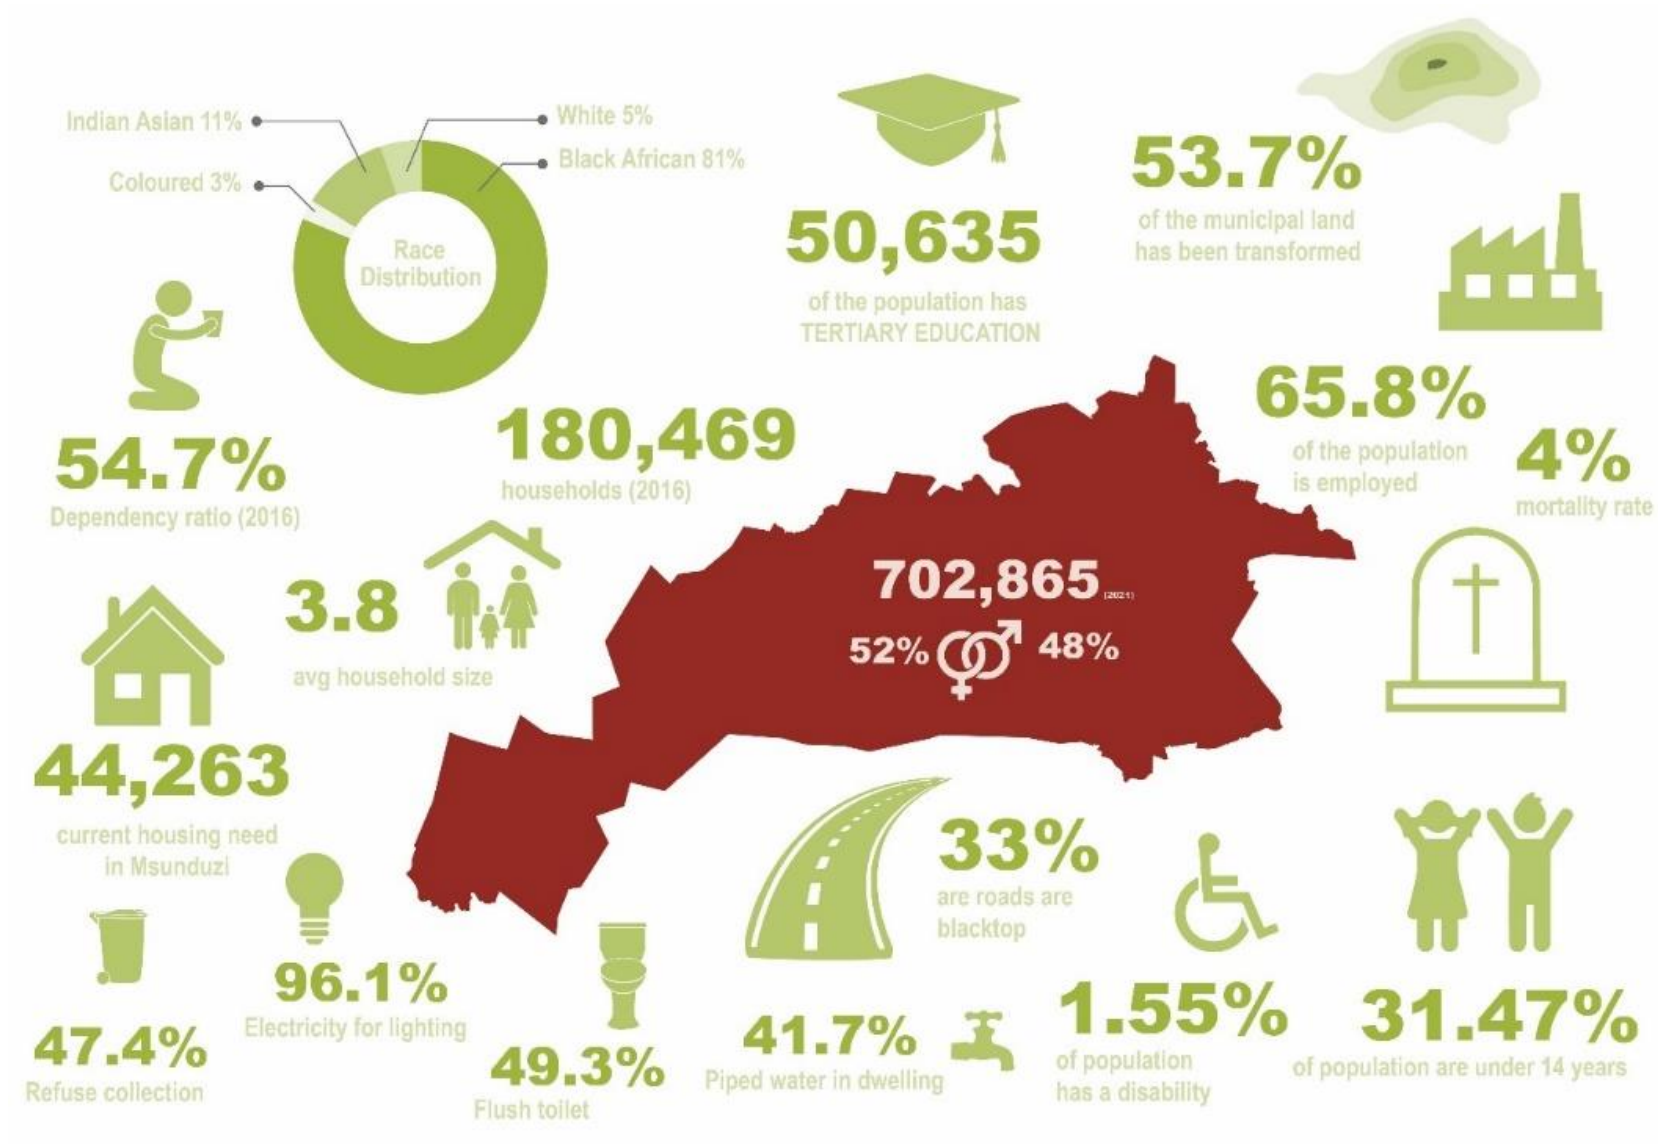 Indian Asian 11%
White 5%
Black African 81%
Coloured 3%
Race
Distribution
50,635
of the population has
TERTIARY EDUCATION
53.7%
of the municipal land
has been transformed
54.7%
Dependency ratio (2016)
180,469
households (2016)
65.8%
of the population
is employed
4%
mortality rate
3.8
avg household size
702,865 (2021)
52% 48%
44,263
current housing need
in Msunduzi
33%
are roads are
blacktop
96.1%
Electricity for lighting
47.4%
Refuse collection
49.3%
Flush toilet
41.7%
Piped water in dwelling
1.55%
of population
has a disability
31.47%
of population are under 14 years